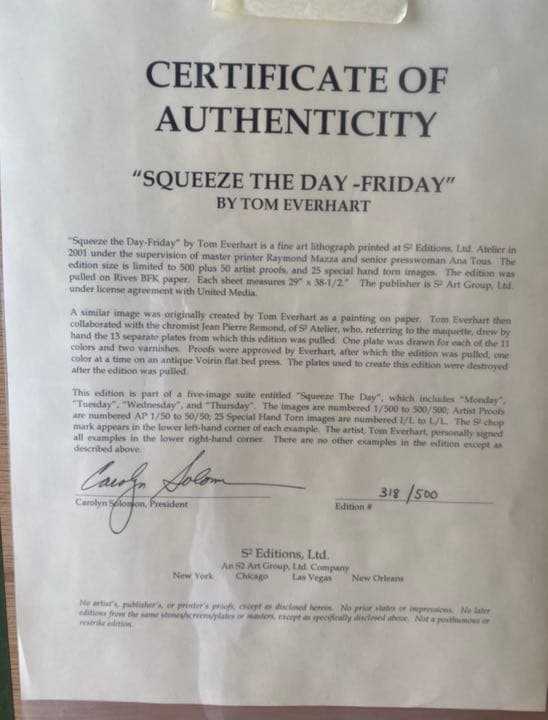 CERTIFICATE OF
AUTHENTICITY
“SQUEEZE THE DAY -FRIDAY”
BY TOM EVERHART
“Squeeze the Day-Friday” by Tom Everhart is a fine art lithograph printed at S² Editions, Ltd. Atelier in
2001 under the supervision of master printer Raymond Mazza and senior presswoman Ana Tous. The
edition size is limited to 500 plus 50 artist proofs, and 25 special hand torn images. The edition was
pulled on Rives BFK paper. Each sheet measures 29" x 38-1/2." The publisher is S² Art Group, Ltd.
under license agreement with United Media.
A similar image was originally created by Tom Everhart as a painting on paper. Tom Everhart then
collaborated with the chromist Jean Pierre Remond, of S² Atelier, who, referring to the maquette, drew by
hand the 13 separate plates from which this edition was pulled. One plate was drawn for each of the 11
colors and two varnishes. Proofs were approved by Everhart, after which the edition was pulled, one
color at a time on an antique Voirin flat bed press. The plates used to create this edition were destroyed
after the edition was pulled.
This edition is part of a five-image suite entitled “Squeeze The Day”, which includes “Monday”,
“Tuesday”, “Wednesday”, and “Thursday”. The images are numbered 1/500 to 500/500; Artist Proofs
are numbered AP 1/50 to 50/50; 25 Special Hand Torn images are numbered I/L to L/L. The S² chop
mark appears in the lower left-hand corner of each example. The artist, Tom Everhart, personally signed
all examples in the lower right-hand corner. There are no other examples in the edition except as
described above.
Carolyn Solomon
318 /500
Carolyn Solomon, President
Edition #
S² Editions, Ltd.
An S2 Art Group, Ltd. Company
New York Chicago Las Vegas New Orleans
No artist's, publisher's, or printer's proofs, except as disclosed herein. No prior states or impressions. No later
editions from the same stones/screens/plates or masters, except as specifically disclosed above. Not a posthumous or
restrike edition.